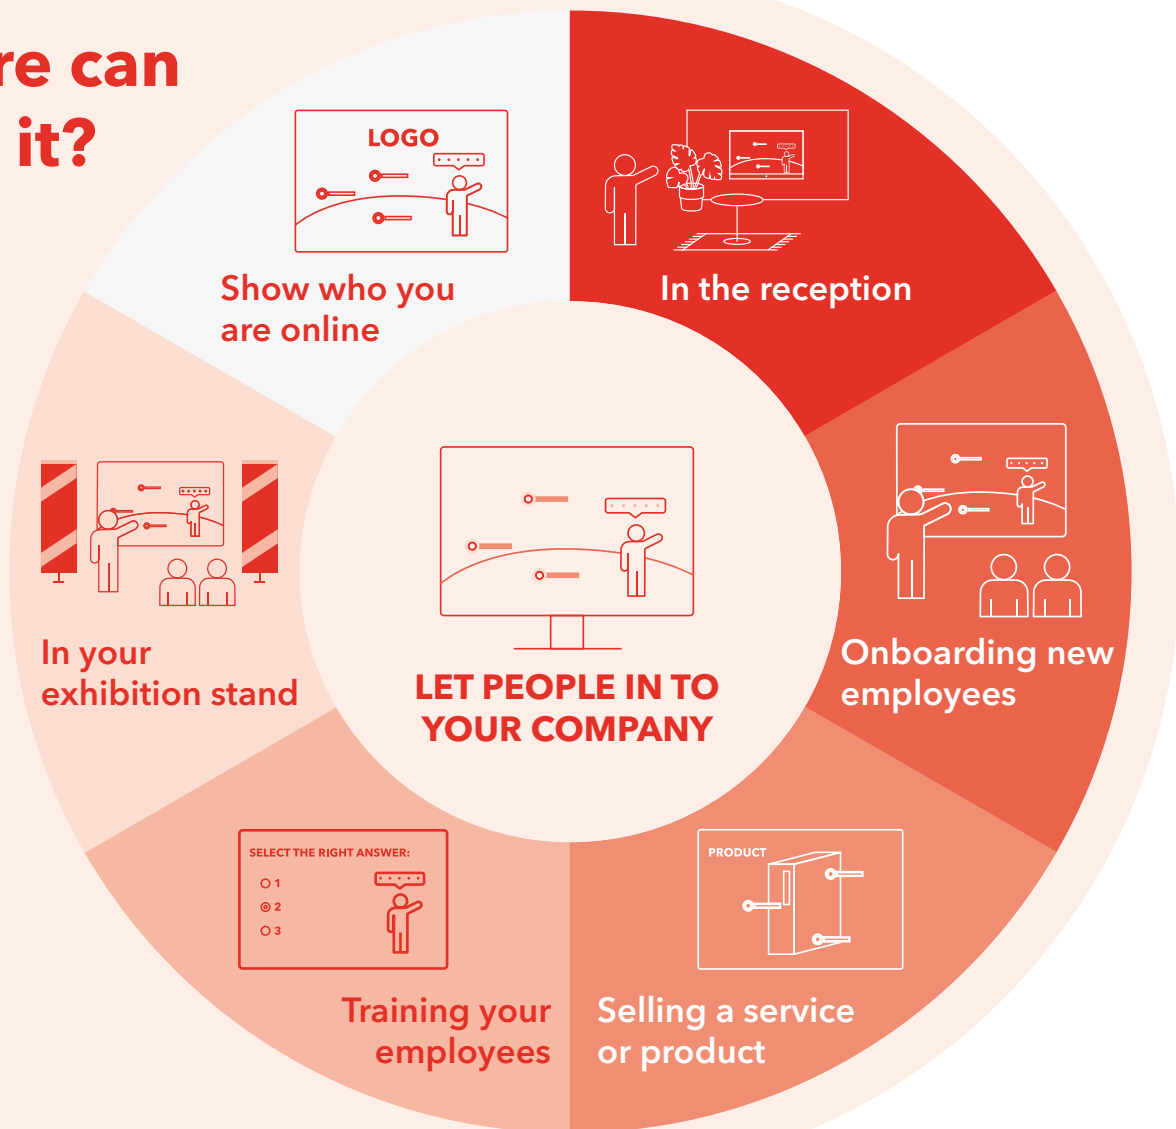 re can
it?
LOGO
Show who you
are online
In the reception
In your
exhibition stand
LET PEOPLE IN TO
YOUR COMPANY
Onboarding new
employees
SELECT THE RIGHT ANSWER:
1
2
3
Training your
employees
PRODUCT
Selling a service
or product